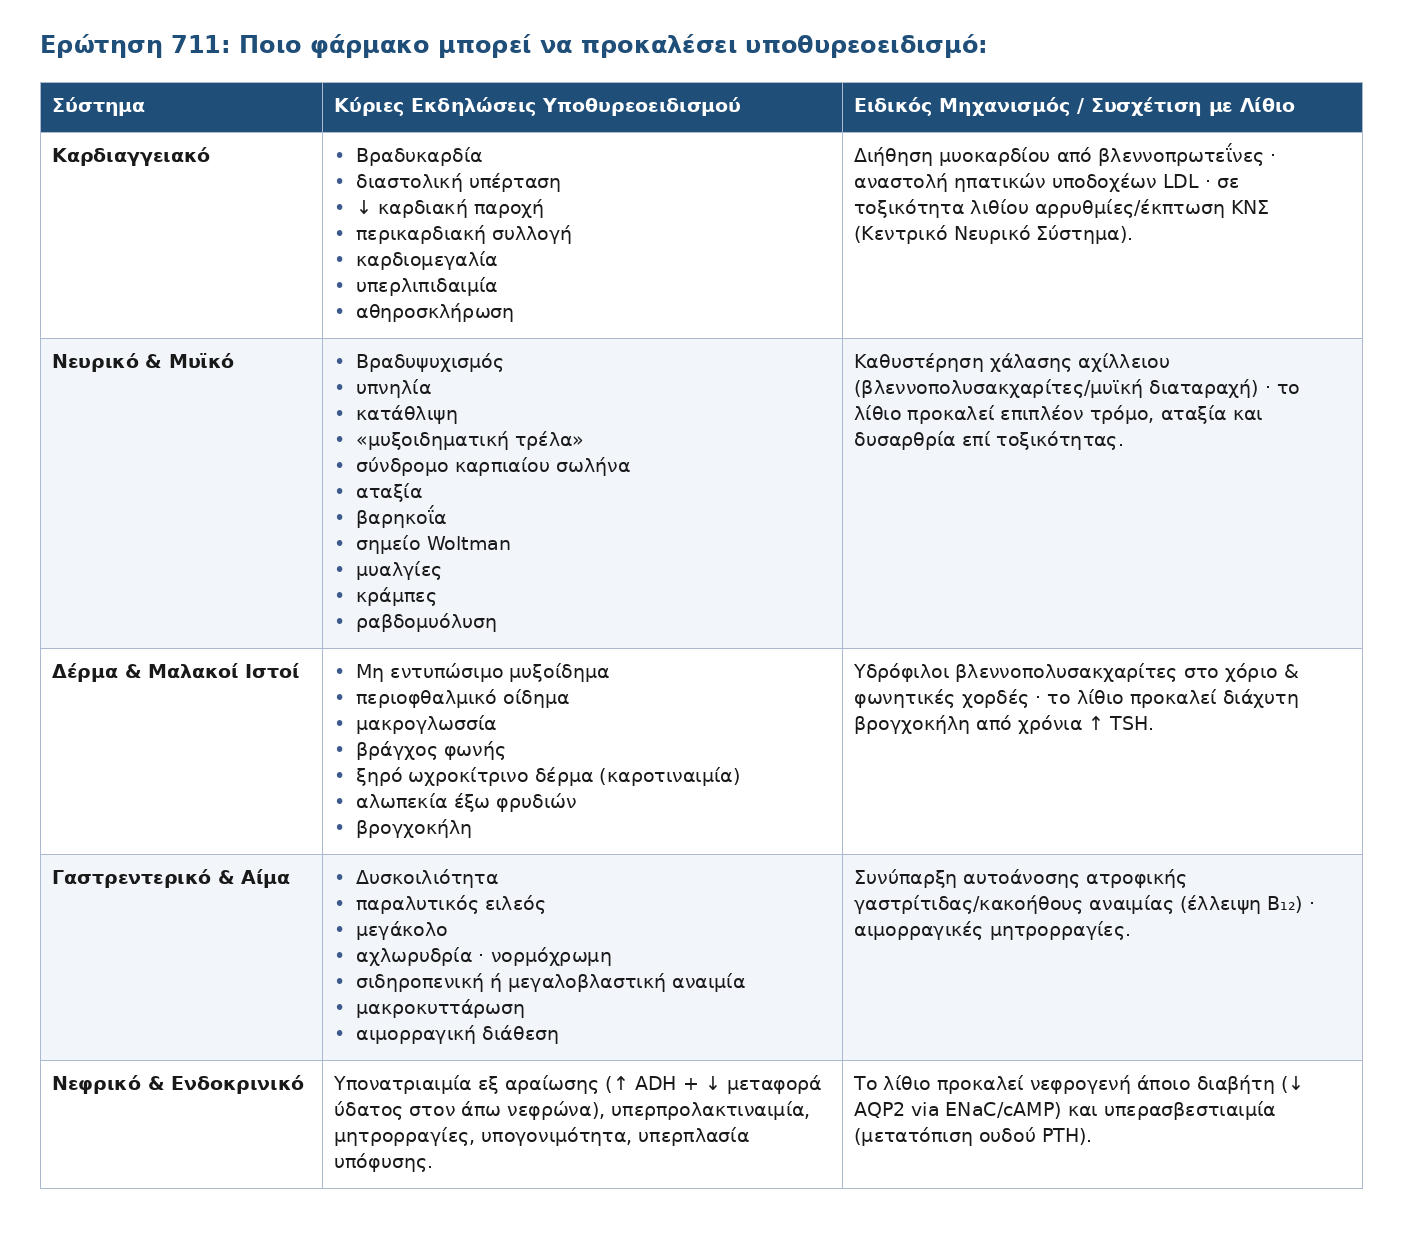 Ερώτηση 711: Ποιο φάρμακο μπορεί να προκαλέσει υποθυρεοειδισμό:
Σύστημα
Κύριες Εκδηλώσεις Υποθυρεοειδισμού
Ειδικός Μηχανισμός / Συσχέτιση με Λίθιο
Καρδιαγγειακό
• Βραδυκαρδία
• διαστολική υπέρταση
• ↓ καρδιακή παροχή
• περικαρδιακή συλλογή
• καρδιομεγαλία
• υπερλιπιδαιμία
• αθηροσκλήρωση
Διήθηση μυοκαρδίου από βλεννοπρωτεΐνες ·
αναστολή ηπατικών υποδοχέων LDL · σε
τοξικότητα λιθίου αρρυθμίες/έκπτωση ΚΝΣ
(Κεντρικό Νευρικό Σύστημα).
Νευρικό & Μυϊκό
• Βραδυψυχισμός
• υπνηλία
• κατάθλιψη
• «μυξοιδηματική τρέλα»
• σύνδρομο καρπιαίου σωλήνα
• αταξία
• βαρηκοΐα
• σημείο Woltman
• μυαλγίες
• κράμπες
• ραβδομυόλυση
Καθυστέρηση χάλασης αχίλλειου
(βλεννοπολυσακχαρίτες/μυϊκή διαταραχή) · το
λίθιο προκαλεί επιπλέον τρόμο, αταξία και
δυσαρθρία επί τοξικότητας.
Δέρμα & Μαλακοί Ιστοί
• Μη εντυπώσιμο μυξοίδημα
• περιοφθαλμικό οίδημα
• μακρογλωσσία
• βράγχος φωνής
• ξηρό ωχροκίτρινο δέρμα (καροτιναιμία)
• αλωπεκία έξω φρυδιών
• βρογχοκήλη
Υδρόφιλοι βλεννοπολυσακχαρίτες στο χόριο &
φωνητικές χορδές · το λίθιο προκαλεί διάχυτη
βρογχοκήλη από χρόνια ↑ TSH.
Γαστρεντερικό & Αίμα
• Δυσκοιλιότητα
• παραλυτικός ειλεός
• μεγάκολο
• αχλωρυδρία · νορμόχρωμη
• σιδηροπενική ή μεγαλοβλαστική αναιμία
• μακροκυττάρωση
• αιμορραγική διάθεση
Συνύπαρξη αυτοάνοσης ατροφικής
γαστρίτιδας/κακοήθους αναιμίας (έλλειψη B₁₂) ·
αιμορραγικές μητρορραγίες.
Νεφρικό & Ενδοκρινικό
Υπονατριαιμία εξ αραίωσης (↑ ADH + ↓ μεταφορά
ύδατος στον άπω νεφρώνα), υπερπρολακτιναιμία,
μητρορραγίες, υπογονιμότητα, υπερπλασία
υπόφυσης.
Το λίθιο προκαλεί νεφρογενή άποιο διαβήτη (↓
AQP2 via ENaC/cAMP) και υπερασβεστιαιμία
(μετατόπιση ουδού PTH).